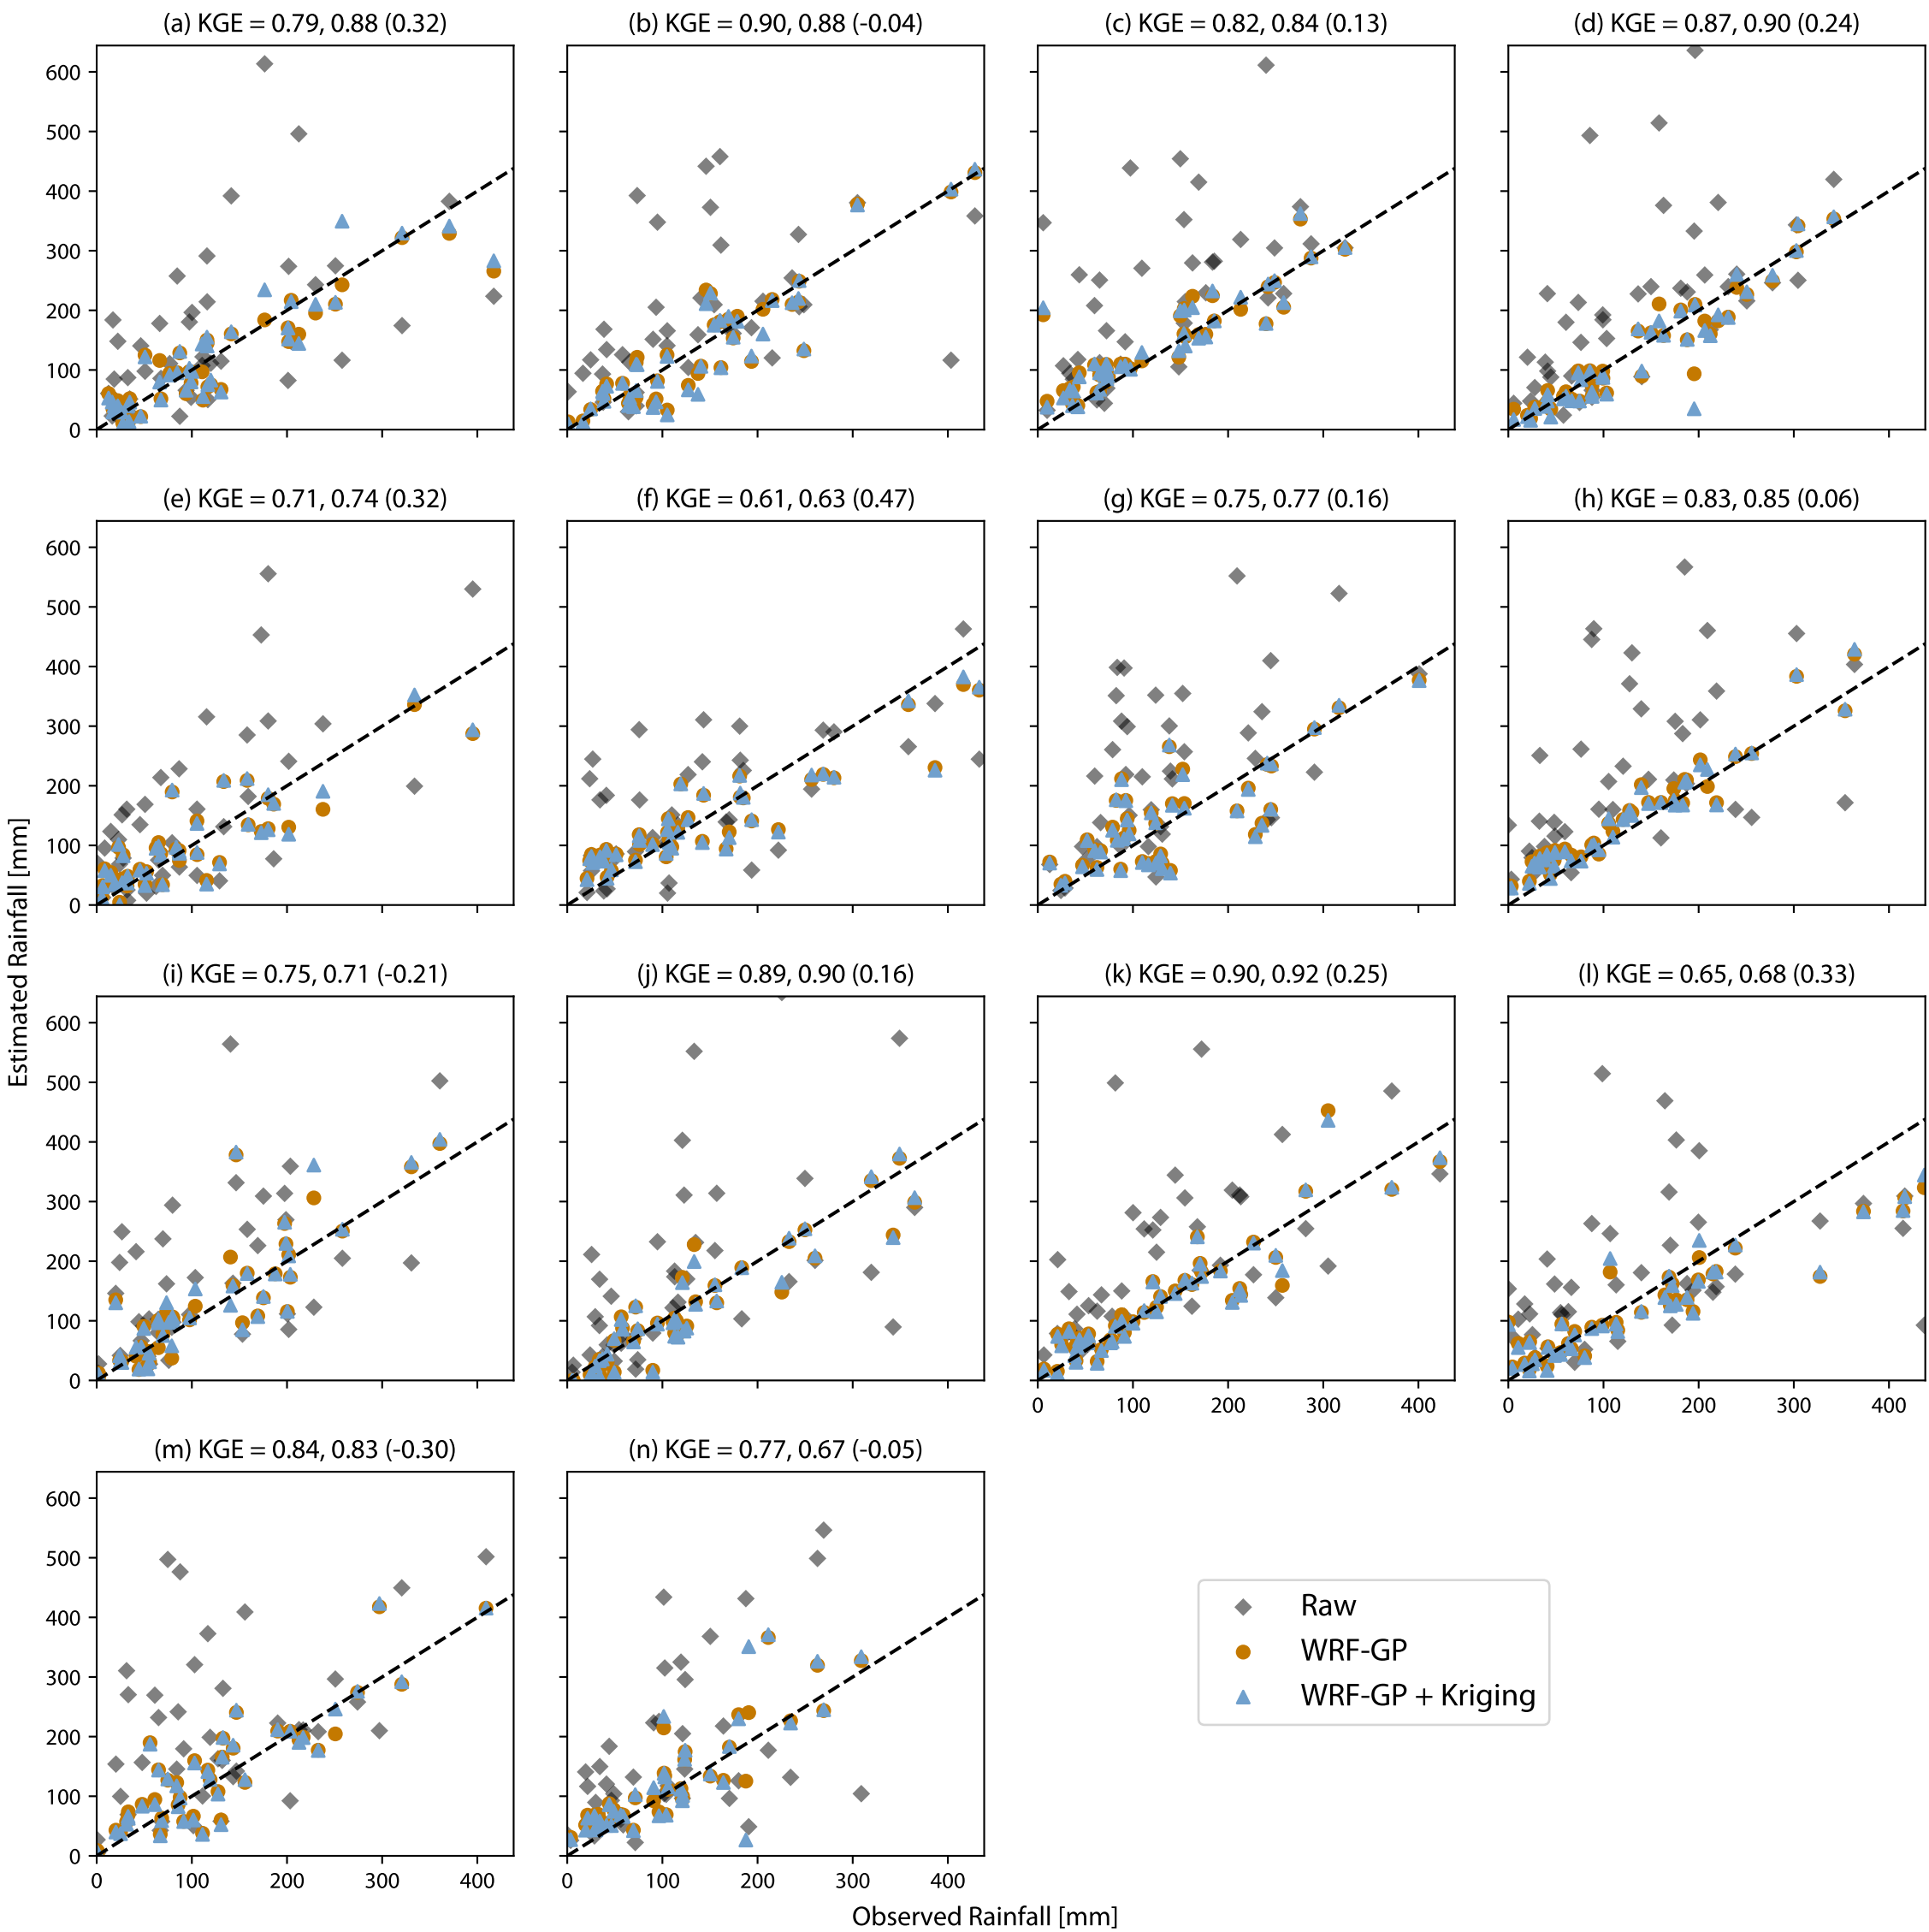 (a) KGE = 0.79, 0.88 (0.32)
(b) KGE = 0.90, 0.88 (-0.04)
(c) KGE = 0.82, 0.84 (0.13)
(d) KGE = 0.87, 0.90 (0.24)
600
500
400
300
200
100
0
(e) KGE = 0.71, 0.74 (0.32)
(f) KGE = 0.61, 0.63 (0.47)
(g) KGE = 0.75, 0.77 (0.16)
(h) KGE = 0.83, 0.85 (0.06)
600
500
400
300
200
100
0
Estimated Rainfall [mm]
(i) KGE = 0.75, 0.71 (-0.21)
(j) KGE = 0.89, 0.90 (0.16)
(k) KGE = 0.90, 0.92 (0.25)
(l) KGE = 0.65, 0.68 (0.33)
600
500
400
300
200
100
0
0 100 200 300 400
0 100 200 300 400
(m) KGE = 0.84, 0.83 (-0.30)
(n) KGE = 0.77, 0.67 (-0.05)
600
500
400
300
200
100
0
0 100 200 300 400
0 100 200 300 400
Raw
WRF-GP
WRF-GP + Kriging
Observed Rainfall [mm]